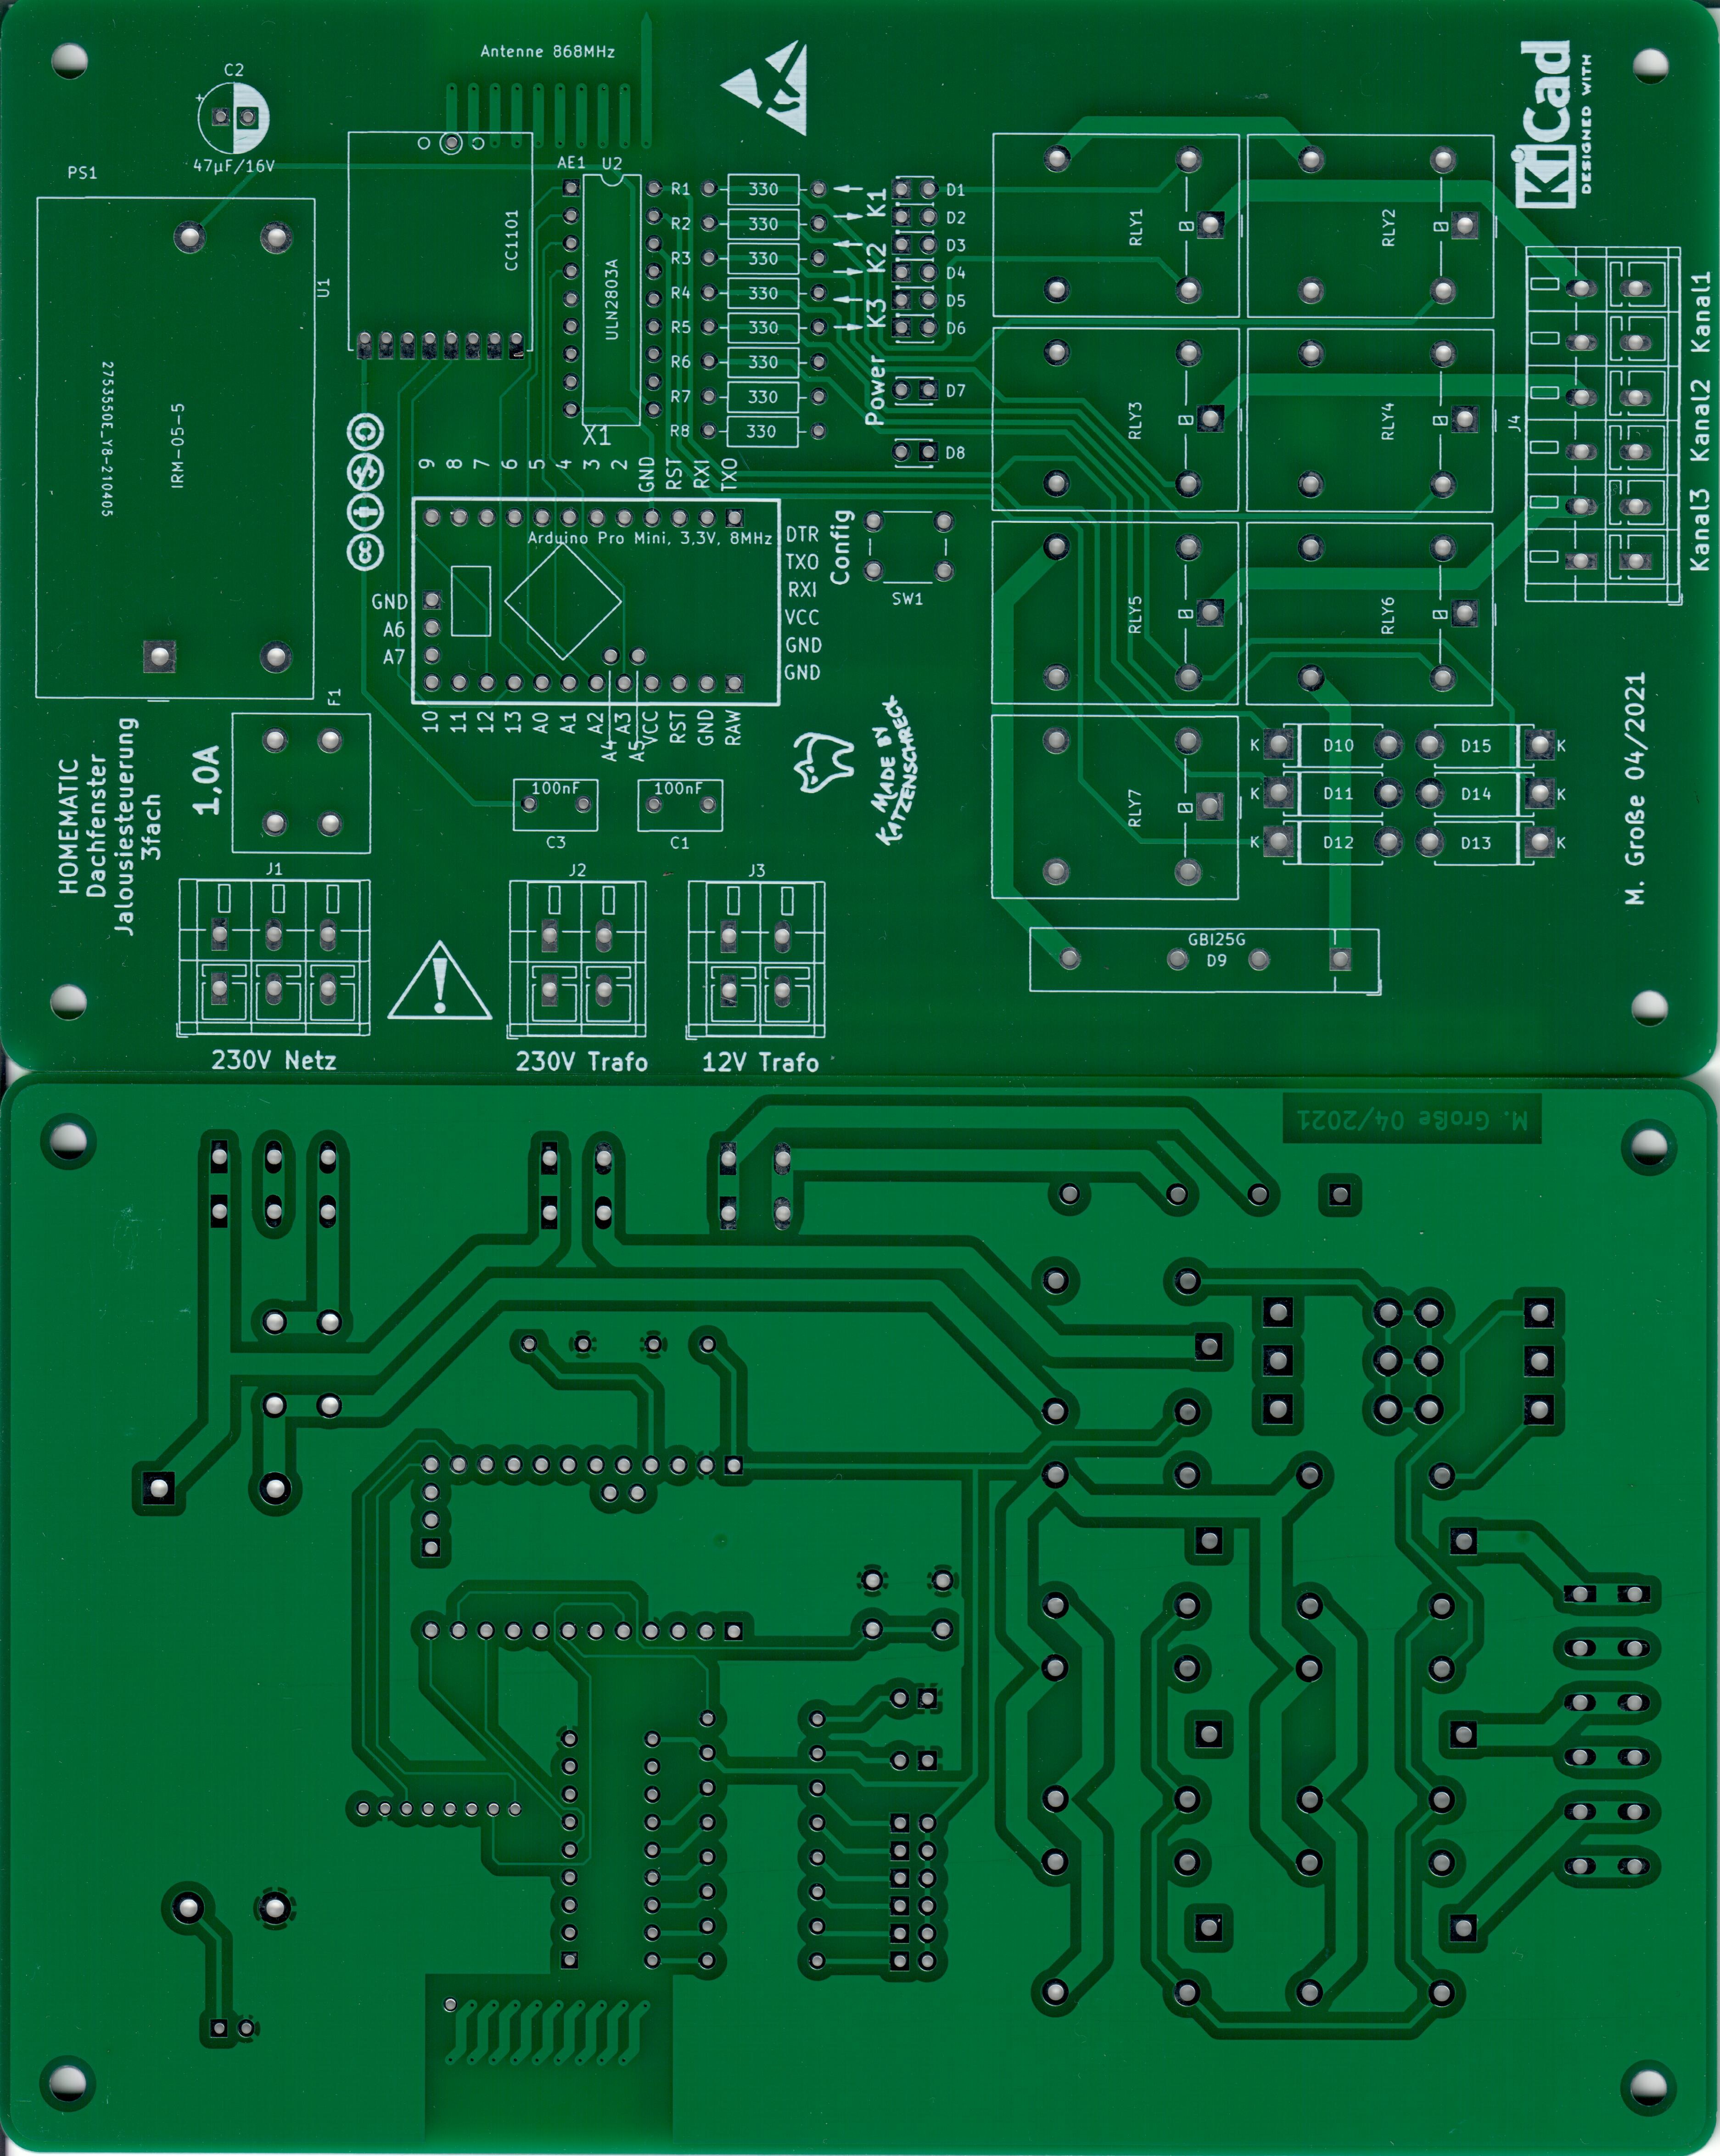 Antenne 868MHz
C2
+
47µF/16V
PS1
KiCad
DESIGNED WITH
AE1
U2
CC1101
U1
ULN2803A
R1
330
K1
D1
R2
330
D2
R3
330
K2
D3
R4
330
D4
R5
330
K3
D5
R6
330
D6
R7
330
Power
D7
R8
330
D8
RLY1
RLY2
RLY3
RLY4
RLY5
RLY6
RLY7
J4
Kanal1
Kanal2
Kanal3
2753550E_Y8-210405
IRM-05-5
X1
9
8
7
6
5
4
3
2
GND
RST
RXI
TXO
Arduino Pro Mini, 3,3V, 8MHz
DTR
TXO
RXI
VCC
GND
GND
GND
A6
A7
10
11
12
13
A0
A1
A2
A3
VCC
RST
GND
RAW
A4
A5
Config
SW1
cc
F1
1,0A
HOMEMATIC
Dachfenster
Jalousiesteuerung
3fach
100nF
C3
100nF
C1
MADE BY
KATZENSCHRECK
K
D10
D15
K
K
D11
D14
K
K
D12
D13
K
M. Große 04/2021
GBI25G
D9
J1
J2
J3
230V Netz
230V Trafo
12V Trafo
M. Große 04/2021